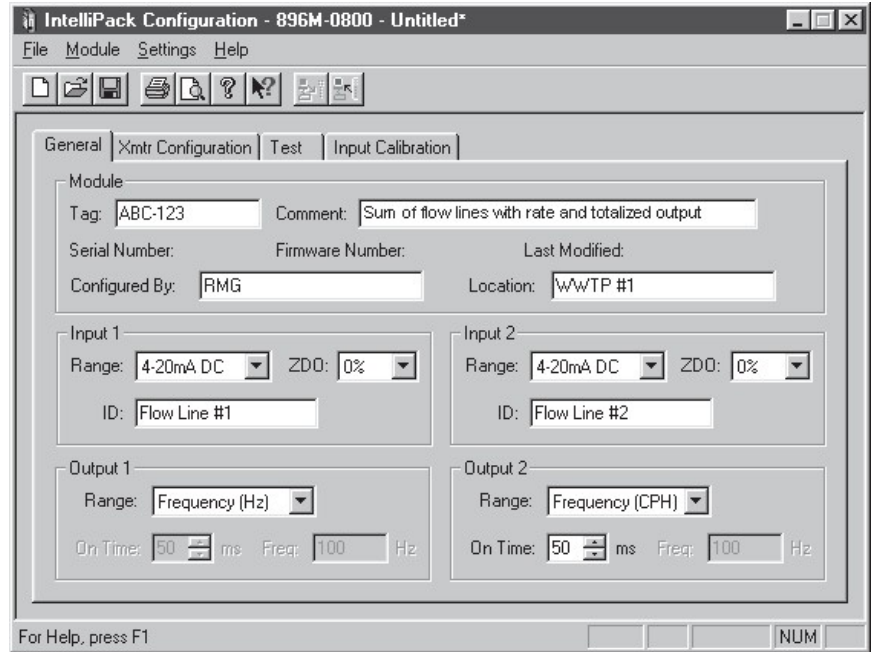 IntelliPack Configuration - 896M-0800 - Untitled*
File Module Settings Help
General Xmtr Configuration Test Input Calibration
Module
Tag: ABC-123 Comment: Sum of flow lines with rate and totalized output
Serial Number: Firmware Number: Last Modified:
Configured By: RMG Location: WWTP #1
Input 1 Input 2
Range: 4-20mA DC ZDO: 0% Range: 4-20mA DC ZDO: 0%
ID: Flow Line #1 ID: Flow Line #2
Output 1 Output 2
Range: Frequency (Hz) Range: Frequency (CPH)
On Time: 50 ms Freq: 100 Hz On Time: 50 ms Freq: 100 Hz
For Help, press F1 NUM